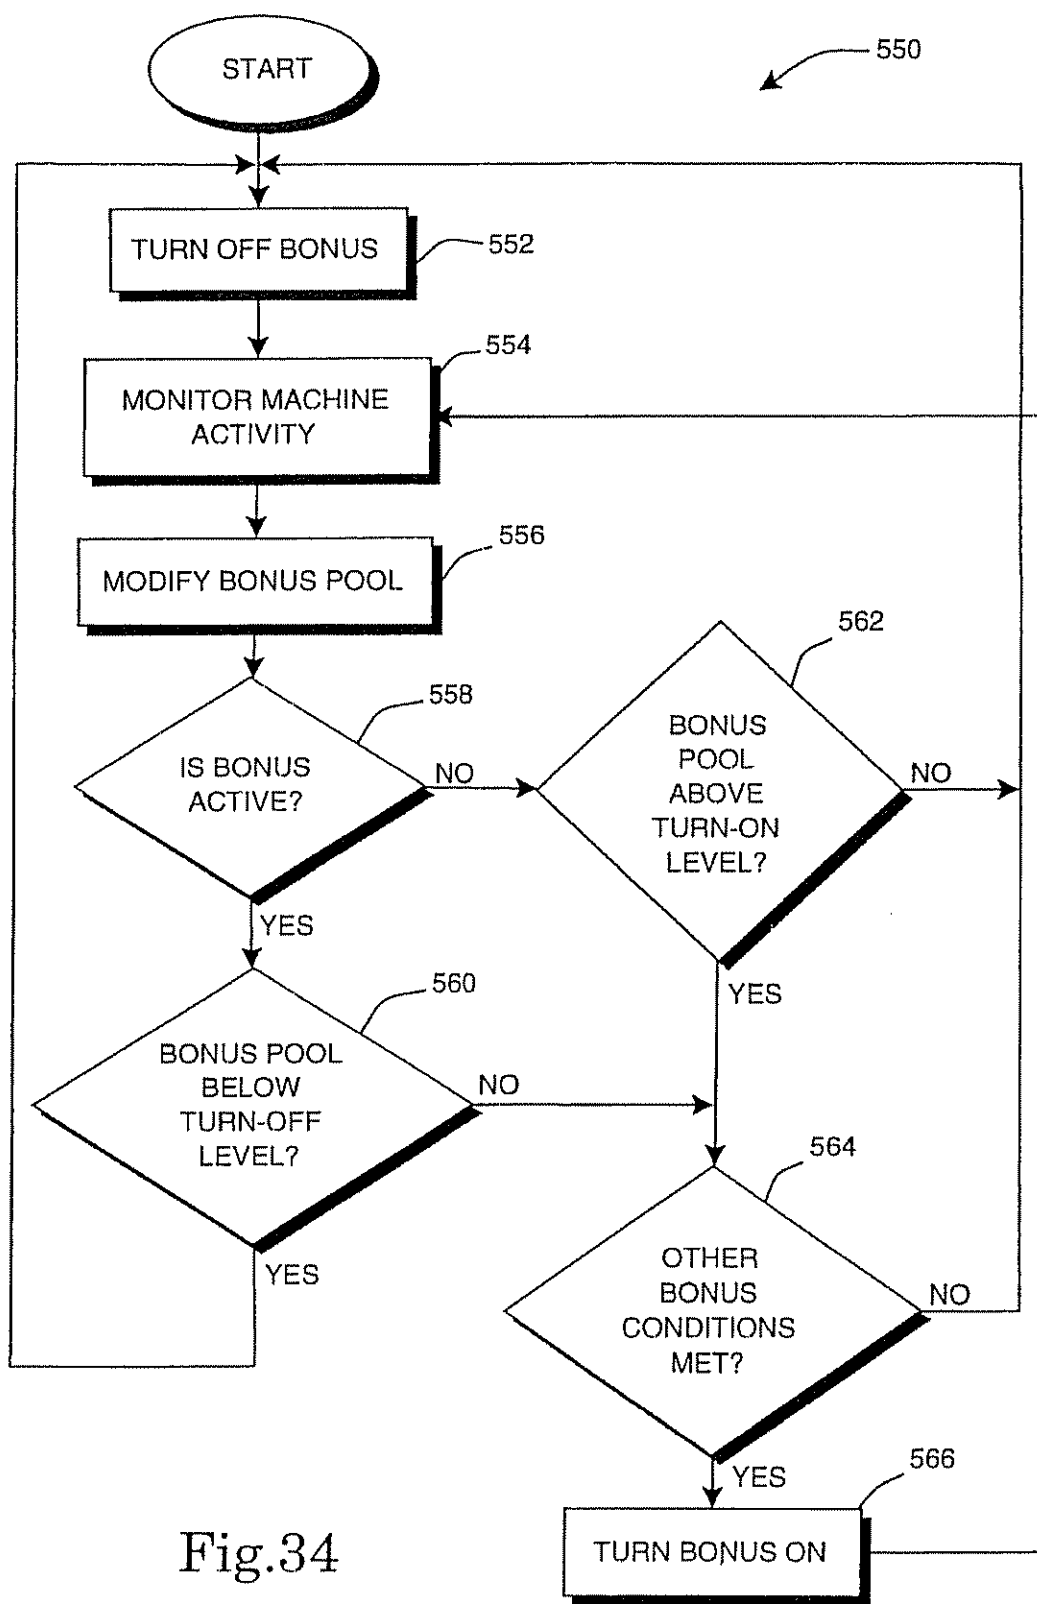 START
550
TURN OFF BONUS
552
554
MONITOR MACHINE
ACTIVITY
556
MODIFY BONUS POOL
558
IS BONUS
ACTIVE?
NO
YES
562
BONUS
POOL
ABOVE
TURN-ON
LEVEL?
NO
YES
560
BONUS POOL
BELOW
TURN-OFF
LEVEL?
NO
YES
564
OTHER
BONUS
CONDITIONS
MET?
NO
YES
566
TURN BONUS ON
Fig.34